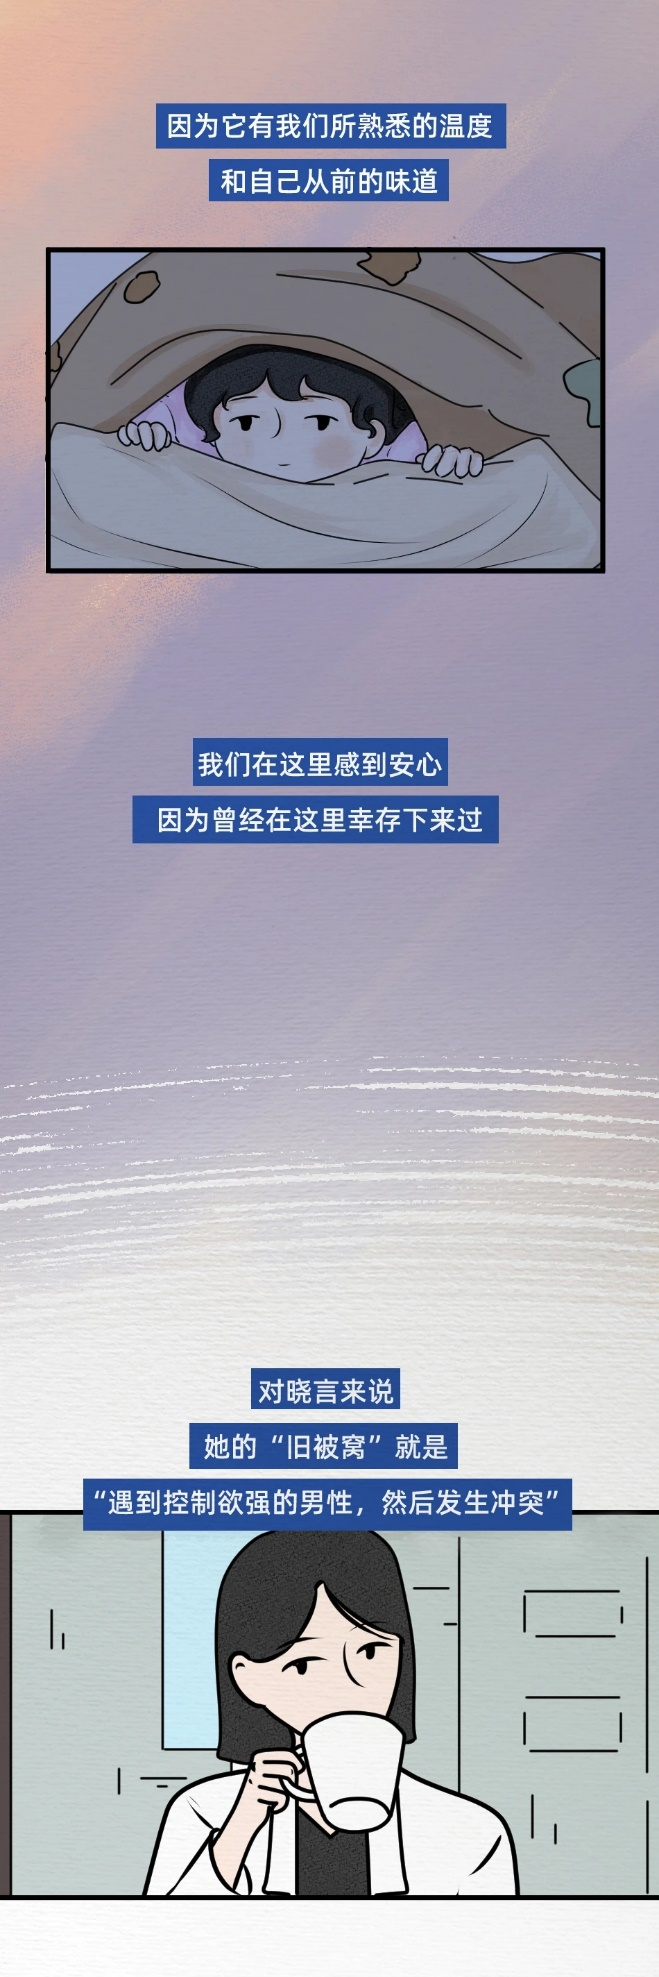 因为它有我们所熟悉的温度
和自己从前的味道
我们在这里感到安心
因为曾经在这里幸存下来过
对晓言来说
她的“旧被窝”就是
“遇到控制欲强的男性，然后发生冲突”